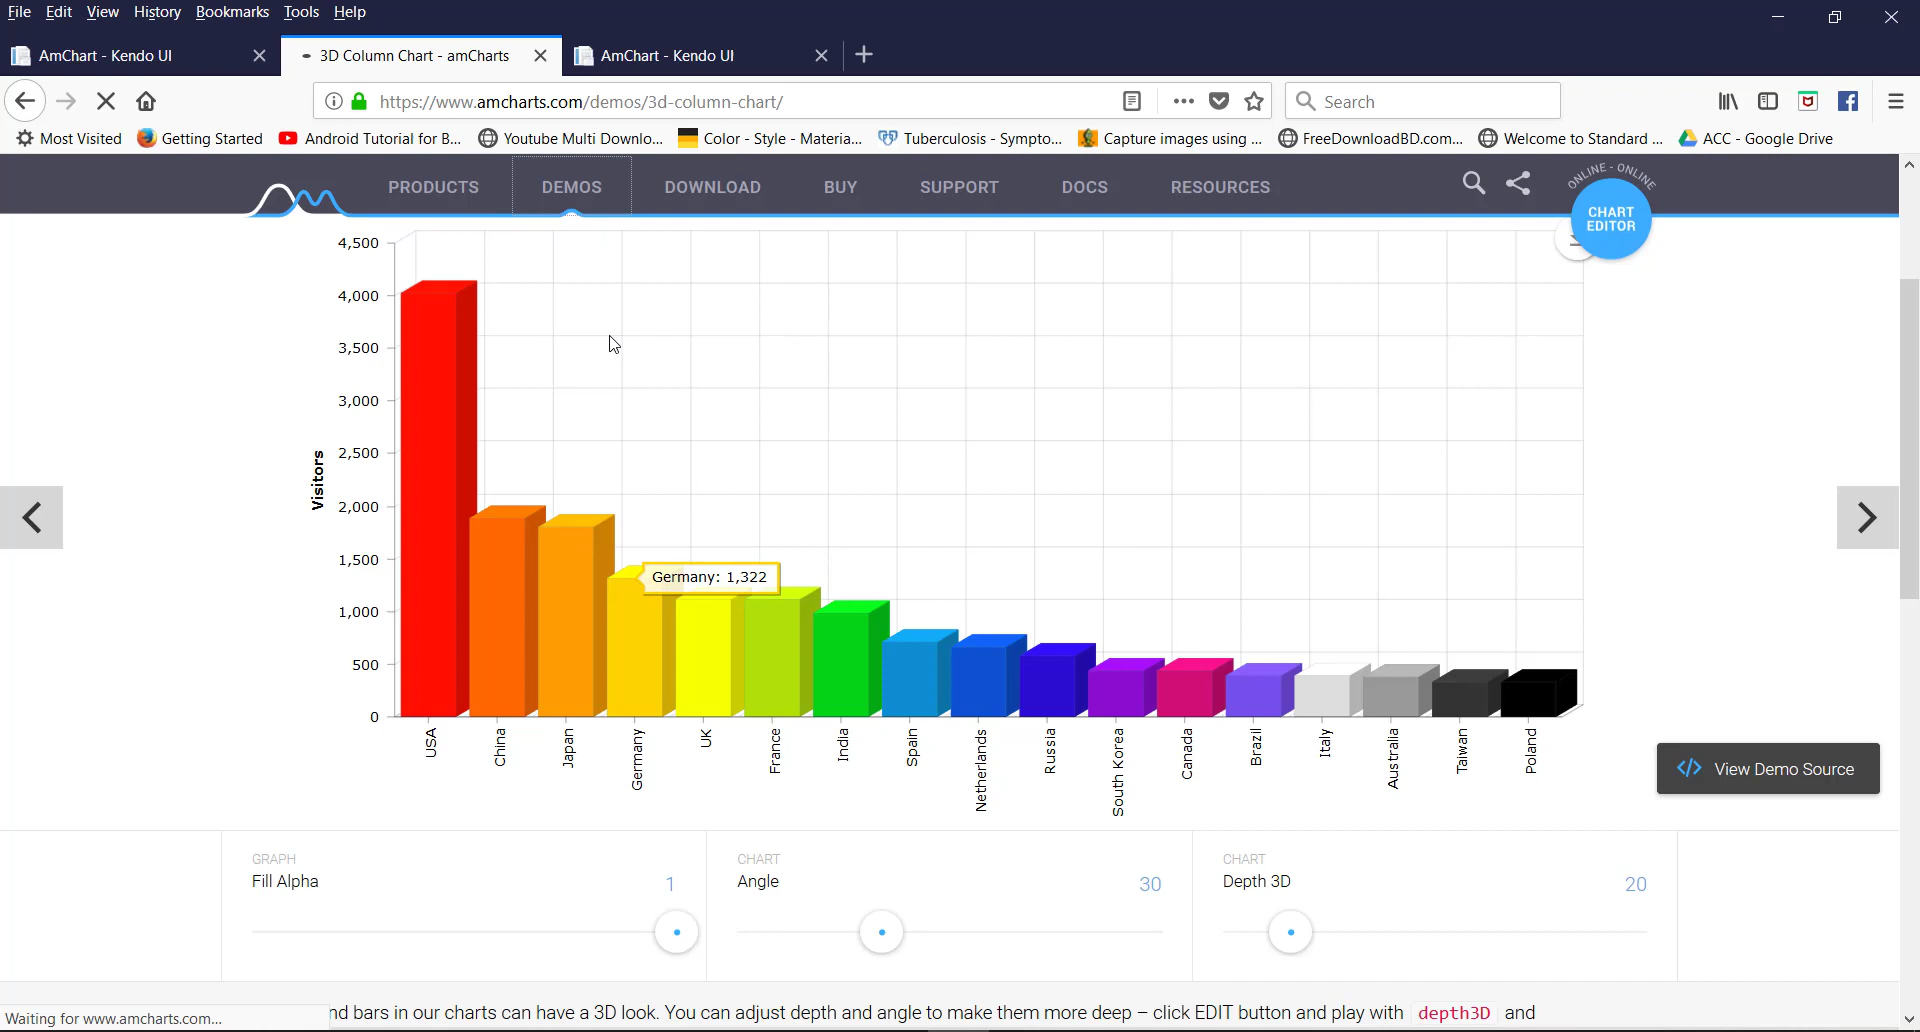 File Edit View History Bookmarks Tools Help
AmChart - Kendo UI
3D Column Chart - amCharts
AmChart - Kendo UI
https://www.amcharts.com/demos/3d-column-chart/
Search
Most Visited
Getting Started
Android Tutorial for B...
Youtube Multi Downlo...
Color - Style - Materia...
Tuberculosis - Sympto...
Capture images using ...
FreeDownloadBD.com...
Welcome to Standard ...
ACC - Google Drive
PRODUCTS
DEMOS
DOWNLOAD
BUY
SUPPORT
DOCS
RESOURCES
ONLINE - ONLINE
CHART
EDITOR
4,500
4,000
3,500
3,000
2,500
2,000
1,500
1,000
500
0
Visitors
Germany: 1,322
USA
China
Japan
Germany
UK
France
India
Spain
Netherlands
Russia
South Korea
Canada
Brazil
Italy
Australia
Taiwan
Poland
View Demo Source
GRAPH
Fill Alpha
1
CHART
Angle
30
CHART
Depth 3D
20
Waiting for www.amcharts.com...
nd bars in our charts can have a 3D look. You can adjust depth and angle to make them more deep – click EDIT button and play with depth3D and